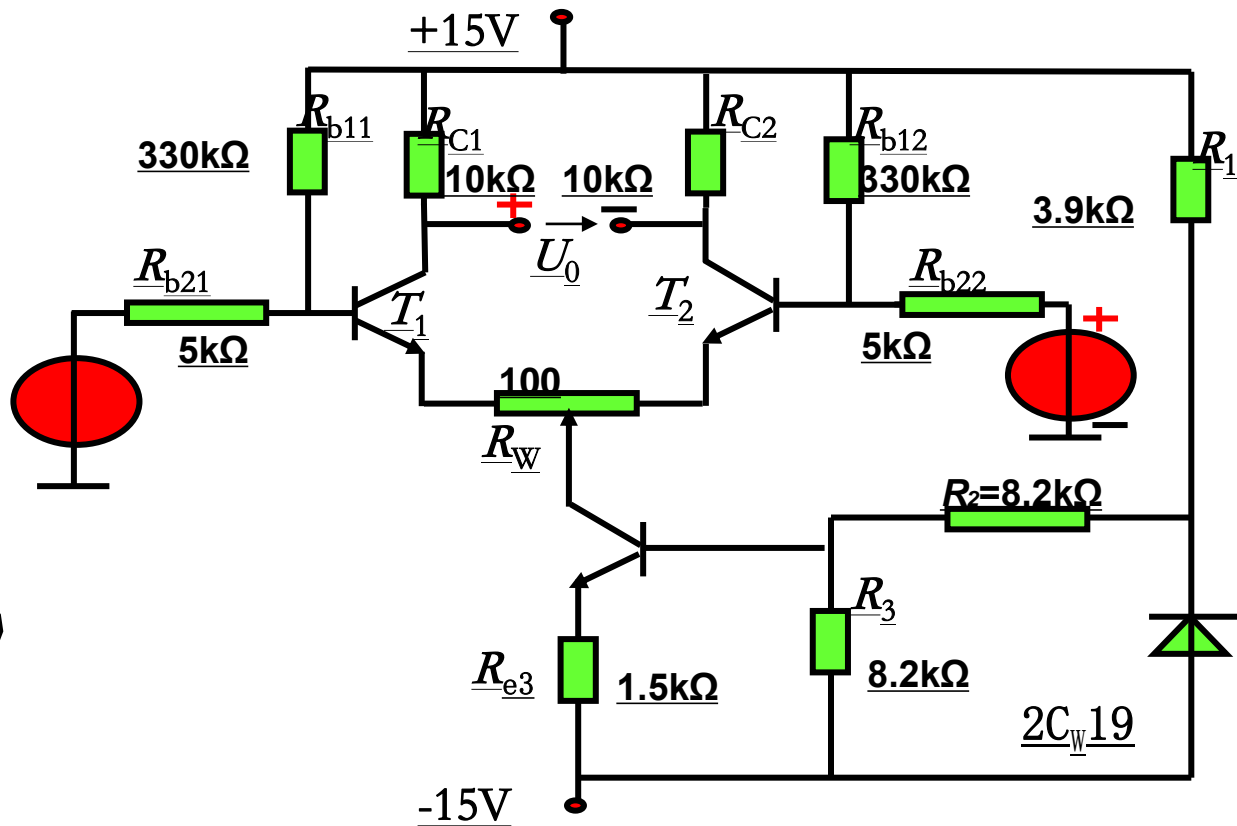 +15V
Rb11
RC1
RC2
Rb12
R1
330kΩ
10kΩ
10kΩ
330kΩ
3.9kΩ
+
−
U0
Rb21
T1
T2
Rb22
5kΩ
5kΩ
+
−
100
RW
R2=8.2kΩ
R3
Re3
1.5kΩ
8.2kΩ
2CW19
-15V